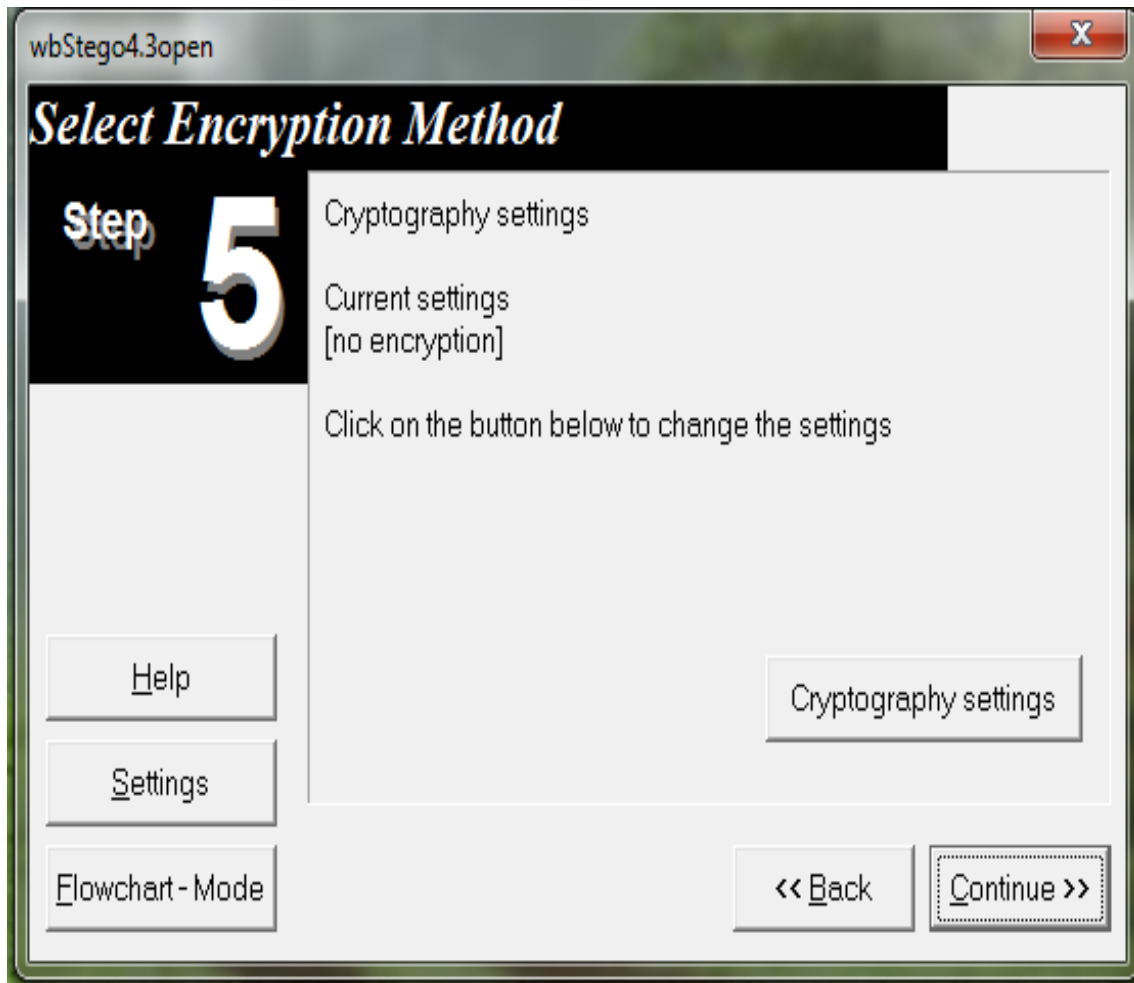 wbStego4.3open
X
Select Encryption Method
Step 5
Cryptography settings
Current settings
[no encryption]
Click on the button below to change the settings
Help
Cryptography settings
Settings
Flowchart - Mode
<< Back
Continue >>